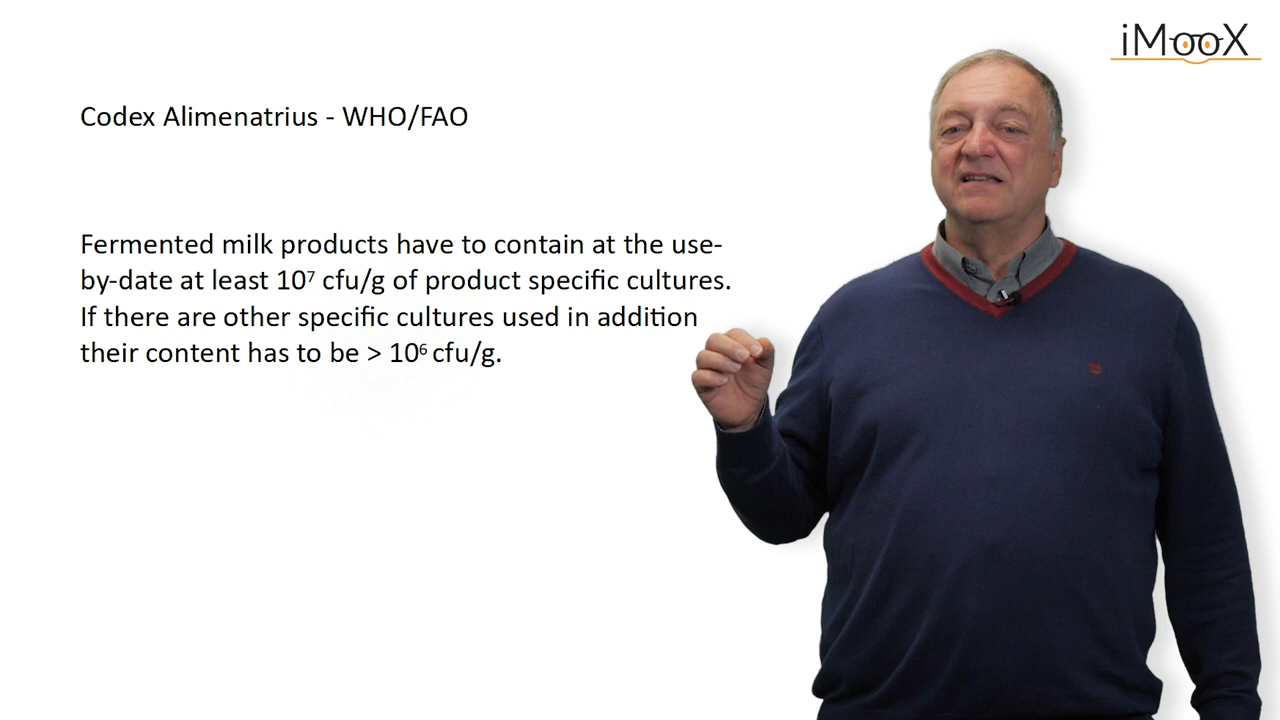 iMooX
Codex Alimenatrius - WHO/FAO
Fermented milk products have to contain at the use-
by-date at least 10⁷ cfu/g of product specific cultures.
If there are other specific cultures used in addition
their content has to be > 10⁶ cfu/g.